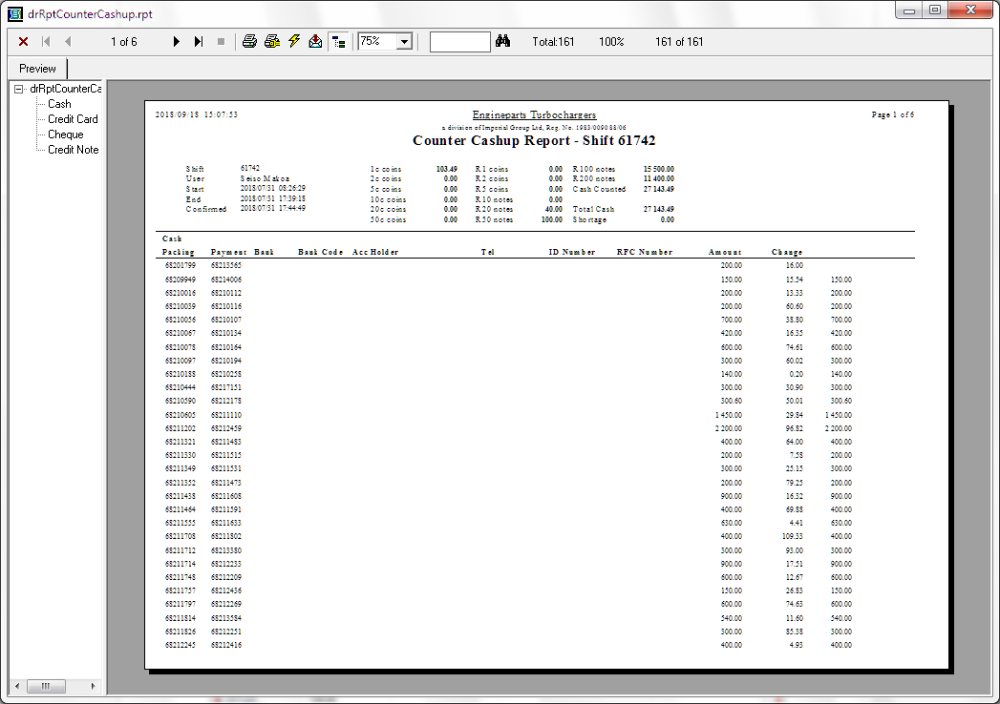 drRptCounterCashup.rpt
1 of 6 75% Total:161 100% 161 of 161
Preview
drRptCounterCa
Cash
Credit Card
Cheque
Credit Note
2018/09/18 15:07:53 Engineparts Turbochargers Page 1 of 6
a division of Imperial Group Ltd, Reg. No. 1983/009088/06
Counter Cashup Report - Shift 61742
Shift 61742 1c coins 103.49 R1 coins 0.00 R100 notes 15 500.00
User Seiso Makoa 2c coins 0.00 R2 coins 0.00 R200 notes 11 400.00
Start 2018/07/31 08:26:29 5c coins 0.00 R5 coins 0.00 Cash Counted 27 143.49
End 2018/07/31 17:39:18 10c coins 0.00 R10 notes 0.00
Confirmed 2018/07/31 17:44:49 20c coins 0.00 R20 notes 40.00 Total Cash 27 143.49
50c coins 0.00 R50 notes 100.00 Shortage 0.00
Cash
Packing Payment Bank Bank Code Acc Holder Tel ID Number RFC Number Amount Change
68201799 68213565 200.00 16.00
68209949 68214006 150.00 15.54 150.00
68210016 68210112 200.00 13.33 200.00
68210039 68210116 200.00 60.60 200.00
68210056 68210107 700.00 38.80 700.00
68210067 68210134 420.00 16.35 420.00
68210078 68210164 600.00 74.61 600.00
68210097 68210194 300.00 60.02 300.00
68210188 68210258 140.00 0.20 140.00
68210444 68217151 300.00 30.90 300.00
68210590 68212178 300.60 50.01 300.60
68210605 68211110 1 450.00 29.84 1 450.00
68211202 68212459 2 200.00 96.82 2 200.00
68211321 68211483 400.00 64.00 400.00
68211330 68211515 200.00 7.58 200.00
68211349 68211531 300.00 25.15 300.00
68211352 68211473 200.00 79.25 200.00
68211438 68211608 900.00 16.32 900.00
68211464 68211591 400.00 69.88 400.00
68211555 68211633 630.00 4.41 630.00
68211708 68211802 400.00 109.33 400.00
68211712 68213380 300.00 93.00 300.00
68211714 68212233 900.00 17.51 900.00
68211748 68212209 600.00 12.67 600.00
68211757 68212436 150.00 26.83 150.00
68211797 68212269 600.00 74.63 600.00
68211814 68213584 540.00 11.60 540.00
68211826 68212251 300.00 85.38 300.00
68212245 68212416 400.00 4.93 400.00